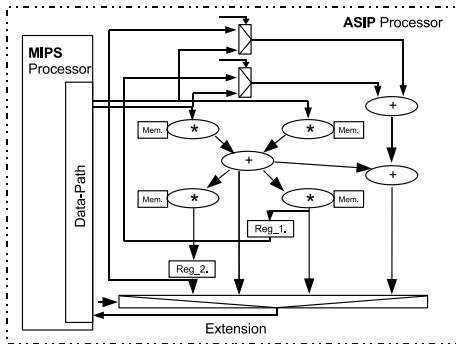 ASIP Processor
MIPS
Processor
Data-Path
+
Mem.
*
*
Mem.
+
+
Mem.
*
*
Mem.
Reg_1.
Reg_2.
Extension